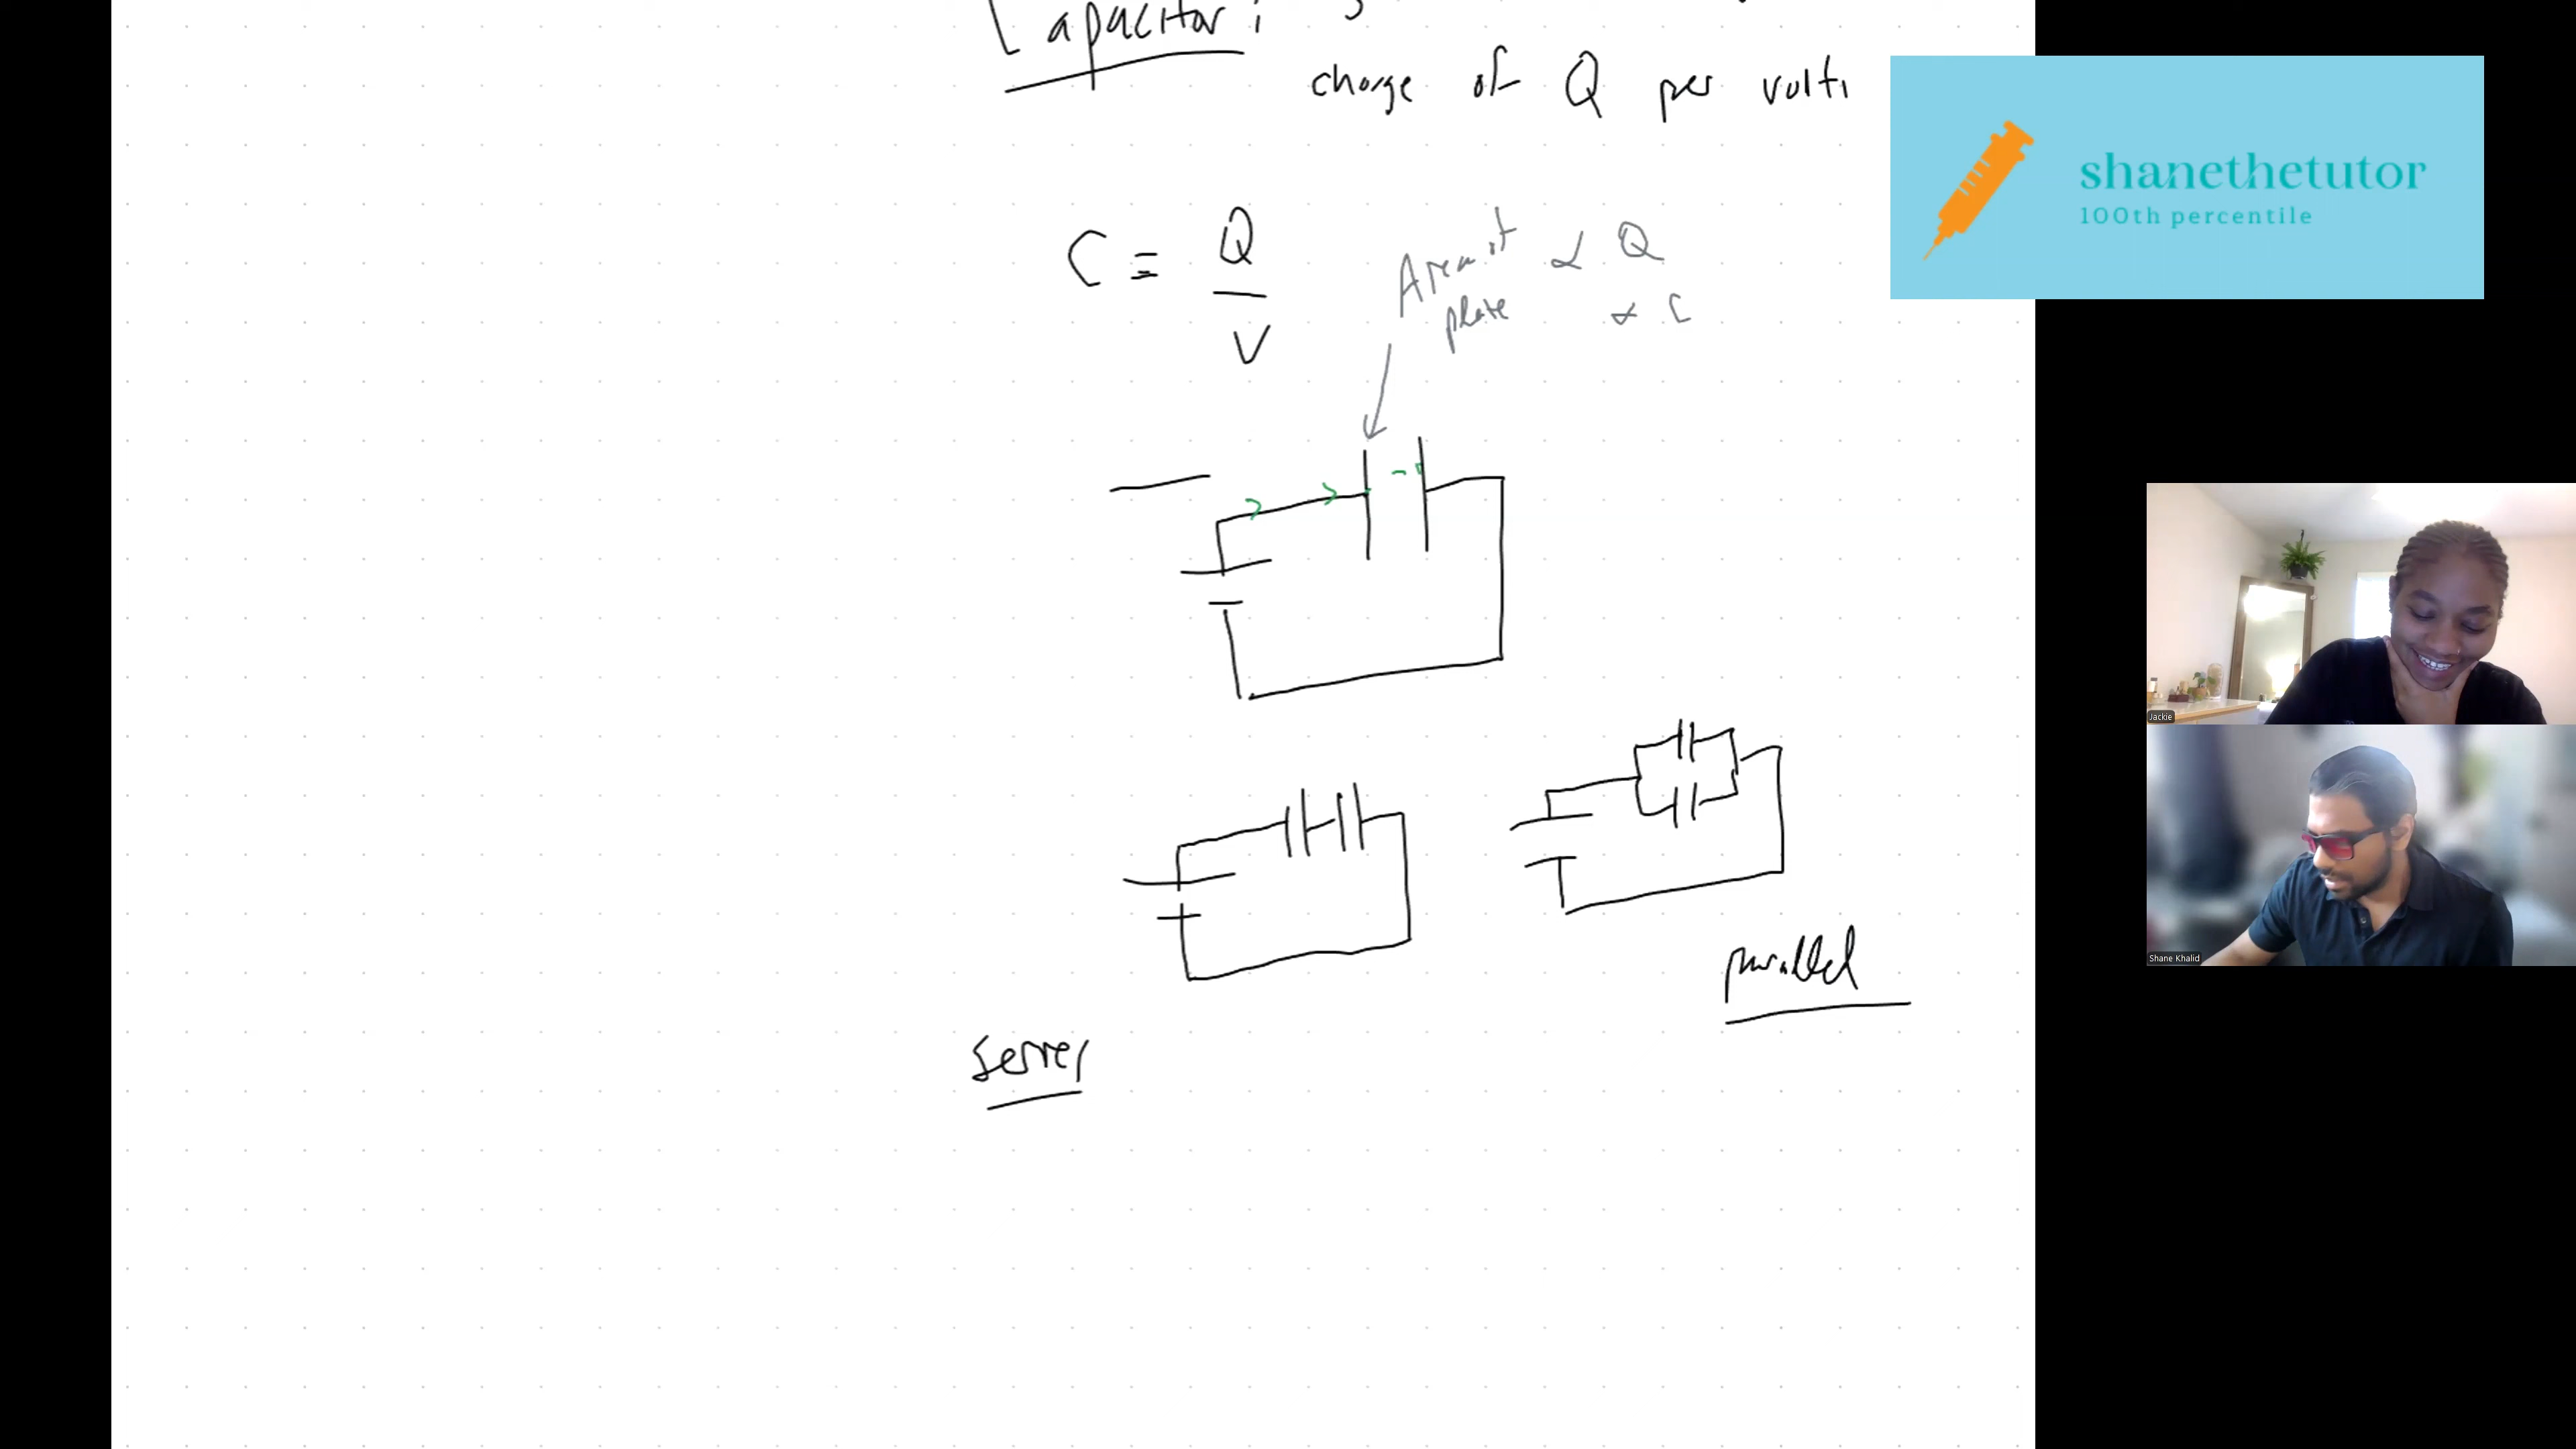 Capacitor:
charge of Q per volt
shanethetutor
100th percentile
C = Q
V
Area of ∝ Q
plate ∝ C
Jackie
parallel
Shane Khalid
series